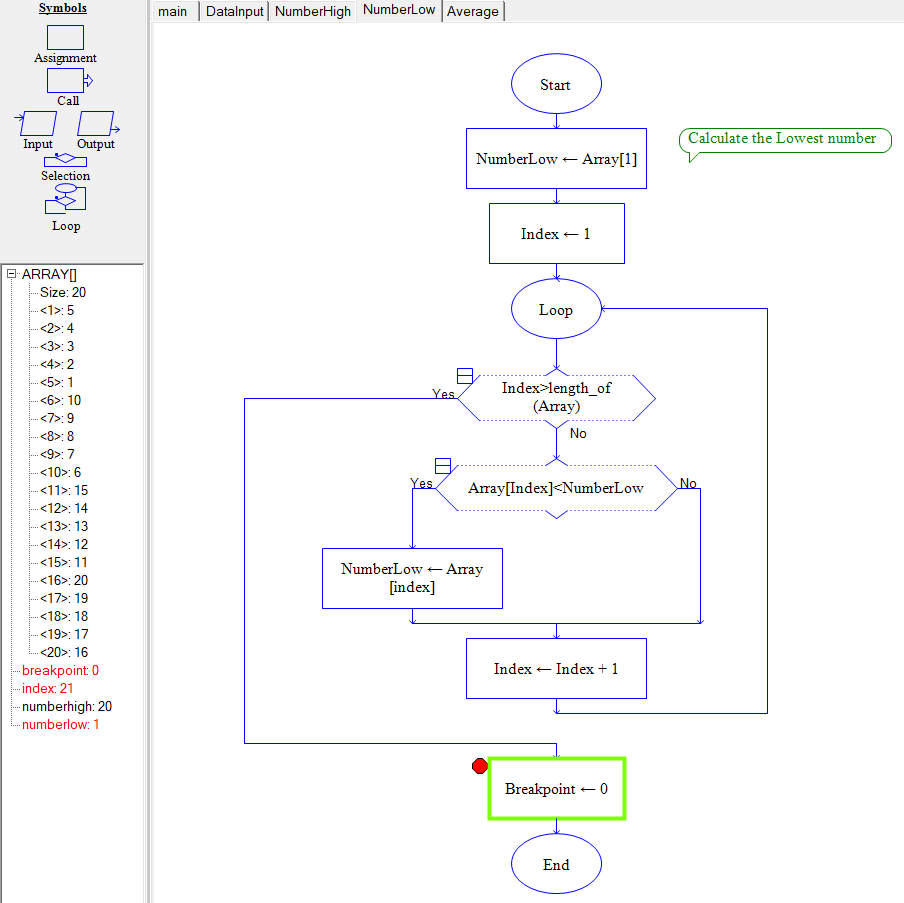 Symbols
Assignment
Call
Input
Output
Selection
Loop
ARRAY[]
Size: 20
<1>: 5
<2>: 4
<3>: 3
<4>: 2
<5>: 1
<6>: 10
<7>: 9
<8>: 8
<9>: 7
<10>: 6
<11>: 15
<12>: 14
<13>: 13
<14>: 12
<15>: 11
<16>: 20
<17>: 19
<18>: 18
<19>: 17
<20>: 16
breakpoint: 0
index: 21
numberhigh: 20
numberlow: 1
main
DataInput
NumberHigh
NumberLow
Average
Start
Calculate the Lowest number
NumberLow ← Array[1]
Index ← 1
Loop
Index>length_of
(Array)
Yes
No
Array[Index]<NumberLow
Yes
No
NumberLow ← Array
[index]
Index ← Index + 1
Breakpoint ← 0
End